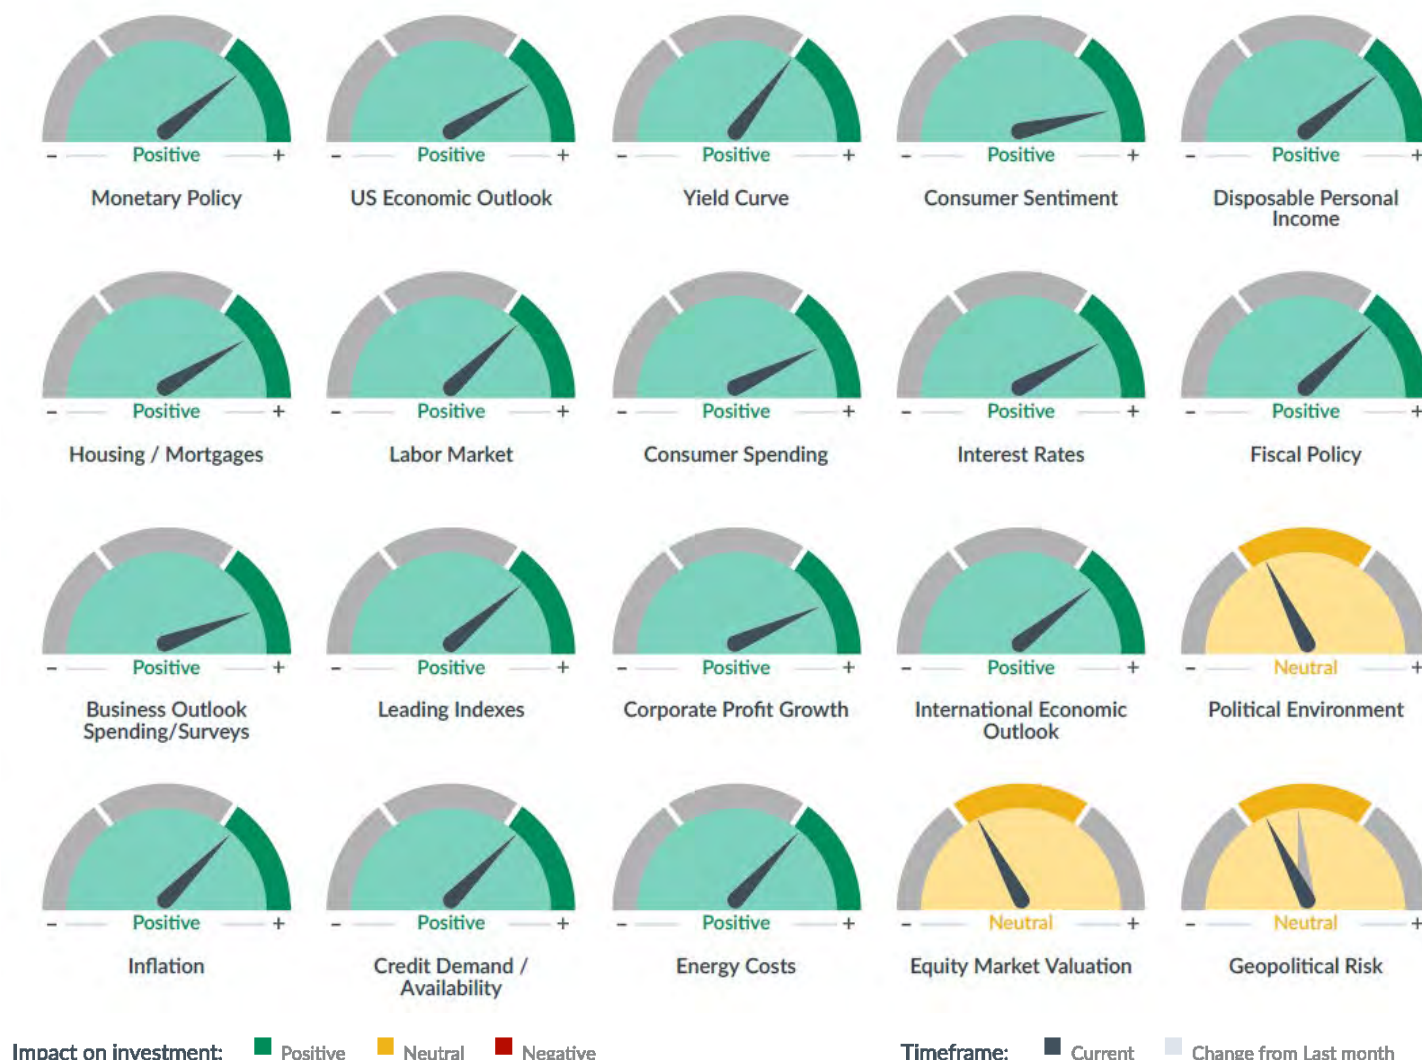 - Positive + - Positive + - Positive + - Positive + - Positive +
Monetary Policy US Economic Outlook Yield Curve Consumer Sentiment Disposable Personal
Income
- Positive + - Positive + - Positive + - Positive + - Positive +
Housing / Mortgages Labor Market Consumer Spending Interest Rates Fiscal Policy
- Positive + - Positive + - Positive + - Positive + - Neutral +
Business Outlook Leading Indexes Corporate Profit Growth International Economic Political Environment
Spending/Surveys Outlook
- Positive + - Positive + - Positive + - Neutral + - Neutral +
Inflation Credit Demand / Energy Costs Equity Market Valuation Geopolitical Risk
Availability
Impact on investment: Positive Neutral Negative Timeframe: Current Change from Last month